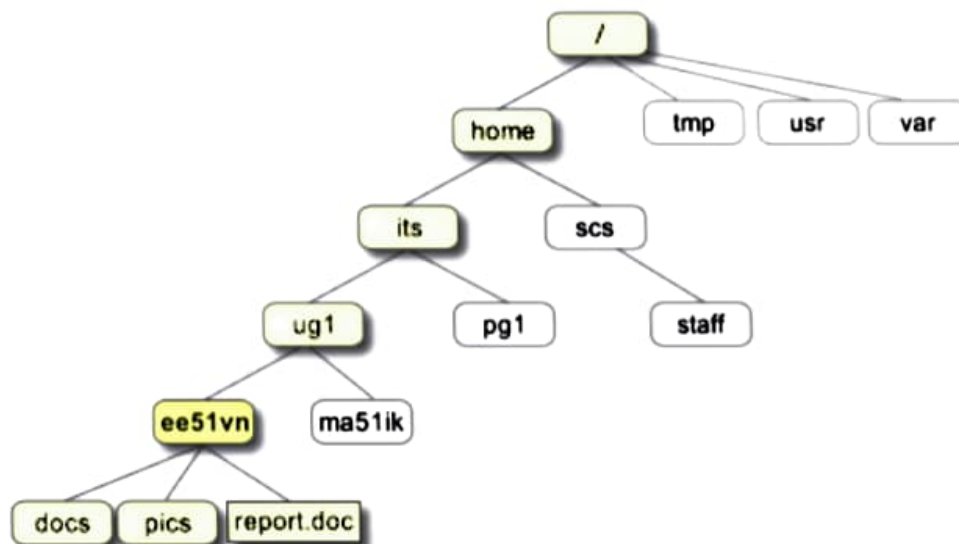 /
home
tmp
usr
var
its
scs
ug1
pg1
staff
ee51vn
ma51ik
docs
pics
report.doc